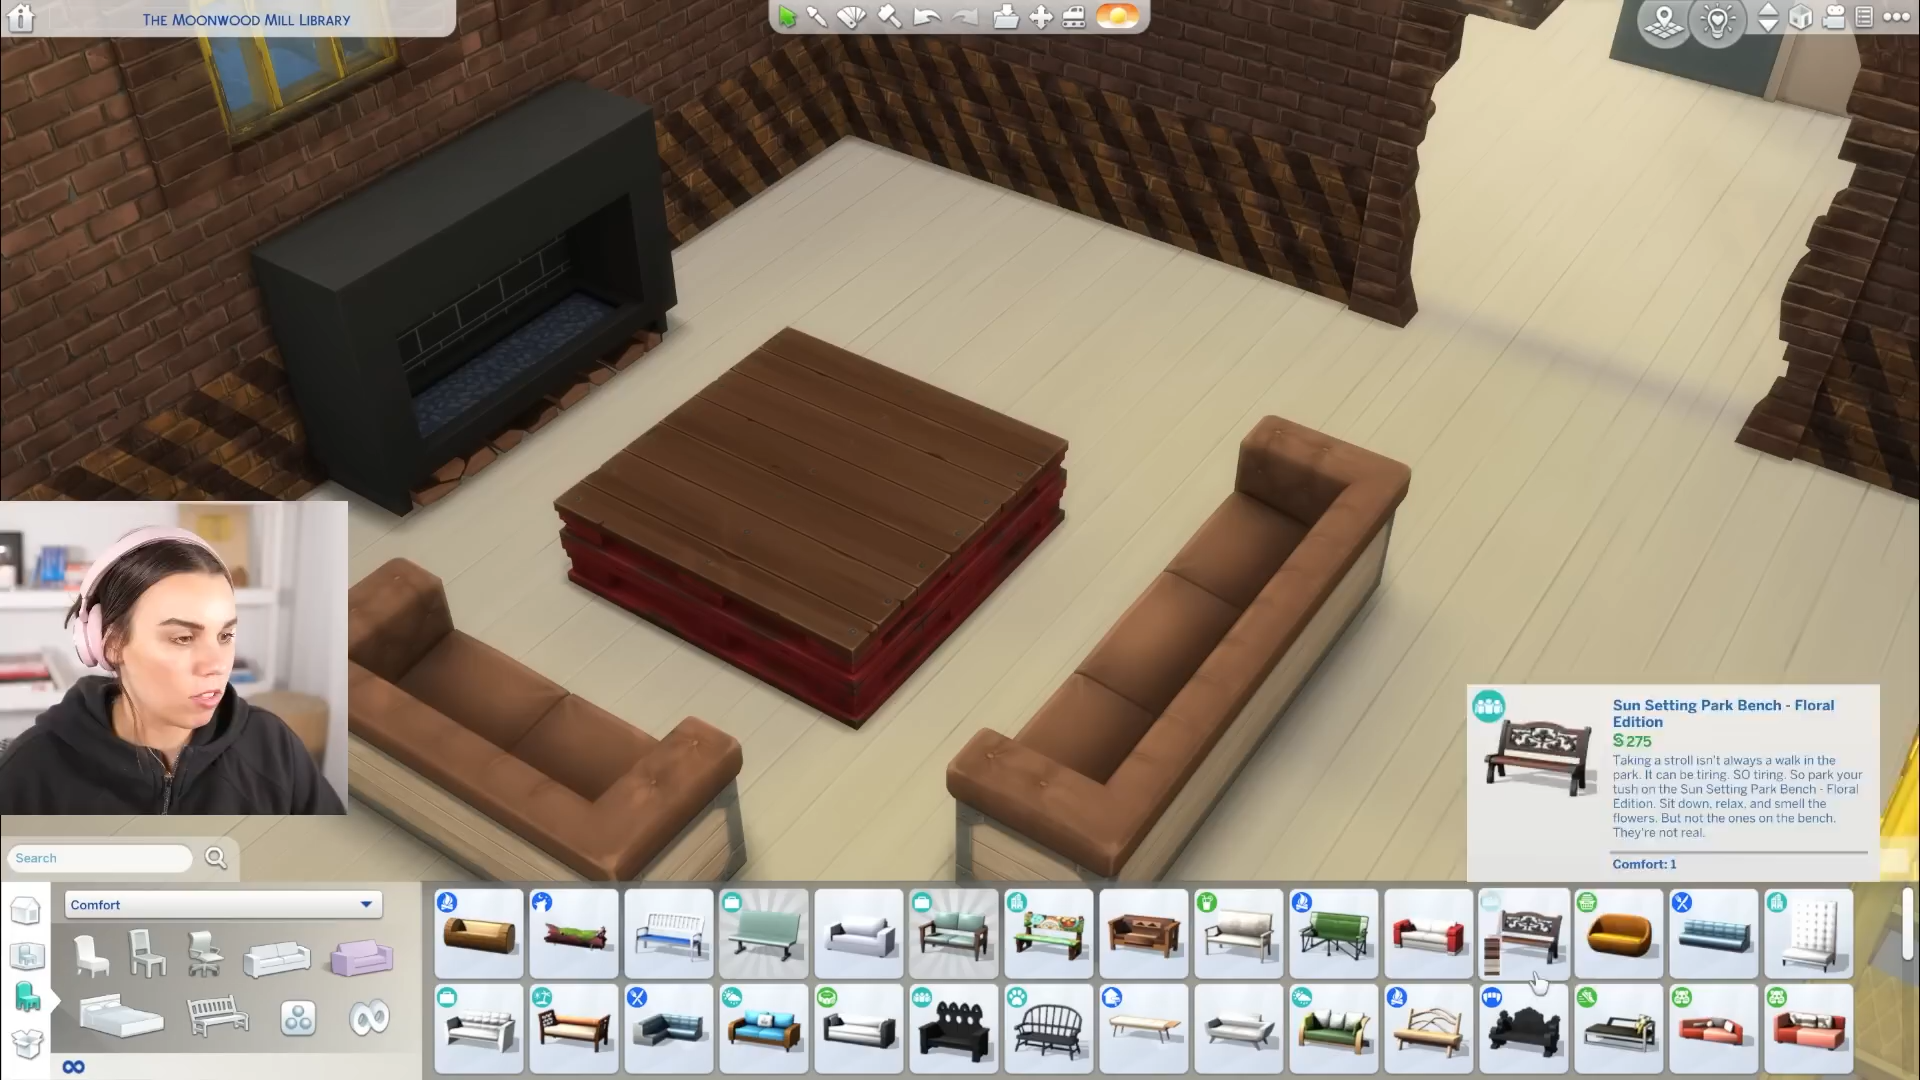 The Moonwood Mill Library
Sun Setting Park Bench - Floral
Edition
§275
Taking a stroll isn't always a walk in the
park. It can be tiring. SO tiring. So park your
tush on the Sun Setting Park Bench - Floral
Edition. Sit down, relax, and smell the
flowers. But not the ones on the bench.
They're not real.
Comfort: 1
Search
Comfort